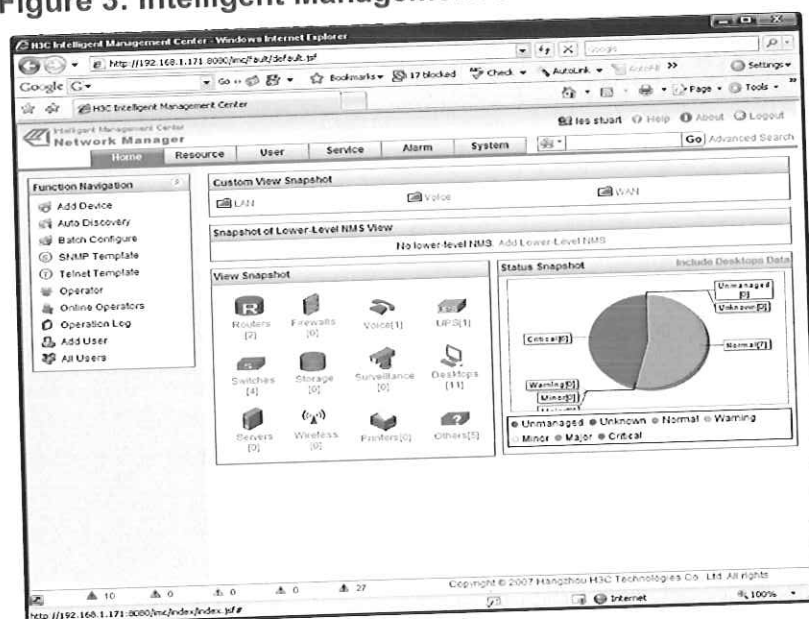 Figure 3: Intelligent Management
H3C Intelligent Management Center - Windows Internet Explorer
http://192.168.1.171:8080/imc/fault/default.jsf
Google
Google G Go Bookmarks 17 blocked Check AutoLink AutoFill Settings
H3C Intelligent Management Center Page Tools
Intelligent Management Center
Network Manager
les stuart Help About Logout
Home Resource User Service Alarm System Go Advanced Search
Function Navigation
Add Device
Auto Discovery
Batch Configure
SNMP Template
Telnet Template
Operator
Online Operators
Operation Log
Add User
All Users
Custom View Snapshot
LAN Voice WAN
Snapshot of Lower-Level NMS View
No lower-level NMS. Add Lower-Level NMS
View Snapshot
Routers [2] Firewalls [0] Voice[1] UPS[1]
Switches [4] Storage [0] Surveillance [0] Desktops [11]
Servers [0] Wireless [0] Printers[0] Others[5]
Status Snapshot Include Desktops Data
Unmanaged [0]
Unknown[0]
Critical[6]
Normal[7]
Warning[0]
Minor[0]
Unmanaged Unknown Normal Warning
Minor Major Critical
10 0 0 0 27
Copyright © 2007 Hangzhou H3C Technologies Co. Ltd. All rights
http://192.168.1.171:8080/imc/index/index.jsf# Internet 100%